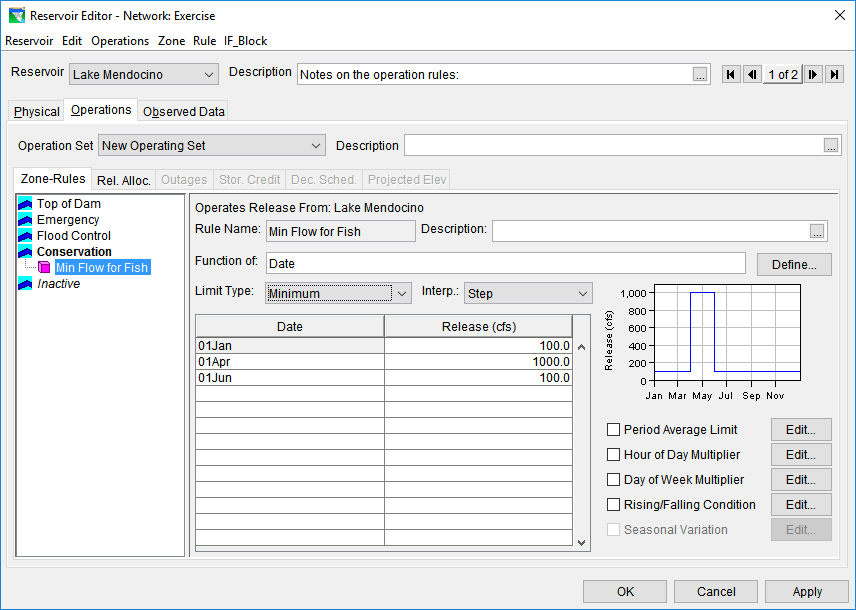 Reservoir Editor - Network: Exercise
Reservoir Edit Operations Zone Rule IF_Block
Reservoir Lake Mendocino Description Notes on the operation rules: ... 1 of 2
Physical Operations Observed Data
Operation Set New Operating Set Description ...
Zone-Rules Rel. Alloc. Outages Stor. Credit Dec. Sched. Projected Elev
Top of Dam
Emergency
Flood Control
Conservation
Min Flow for Fish
Inactive
Operates Release From: Lake Mendocino
Rule Name: Min Flow for Fish Description: ...
Function of: Date Define...
Limit Type: Minimum Interp.: Step
Date Release (cfs)
01Jan 100.0
01Apr 1000.0
01Jun 100.0
Release (cfs)
1,000
800
600
400
200
0
Jan Mar May Jul Sep Nov
Period Average Limit Edit...
Hour of Day Multiplier Edit...
Day of Week Multiplier Edit...
Rising/Falling Condition Edit...
Seasonal Variation Edit...
OK Cancel Apply